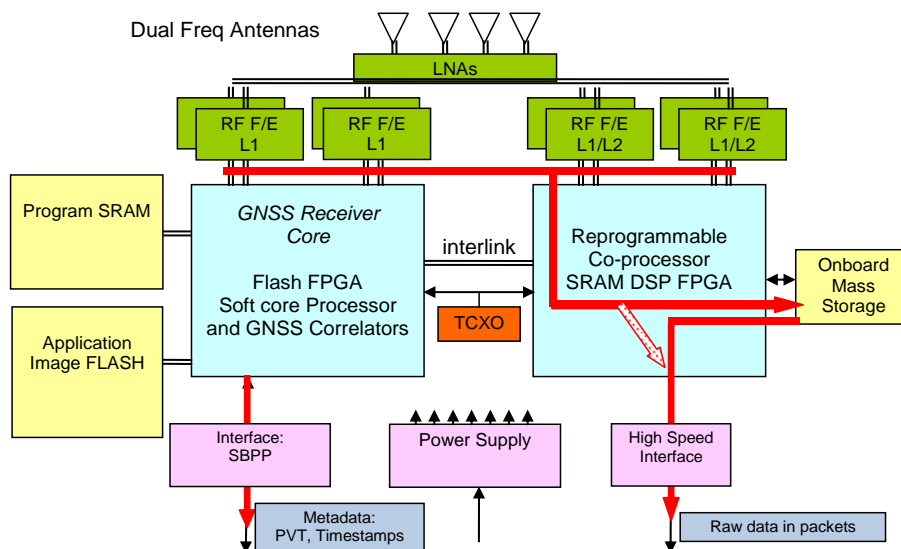 Dual Freq Antennas
LNAs
RF F/E
L1
RF F/E
L1
RF F/E
L1/L2
RF F/E
L1/L2
Program SRAM
GNSS Receiver
Core
Flash FPGA
Soft core Processor
and GNSS Correlators
interlink
TCXO
Reprogrammable
Co-processor
SRAM DSP FPGA
Onboard
Mass
Storage
Application
Image FLASH
Interface:
SBPP
Power Supply
High Speed
Interface
Metadata:
PVT, Timestamps
Raw data in packets